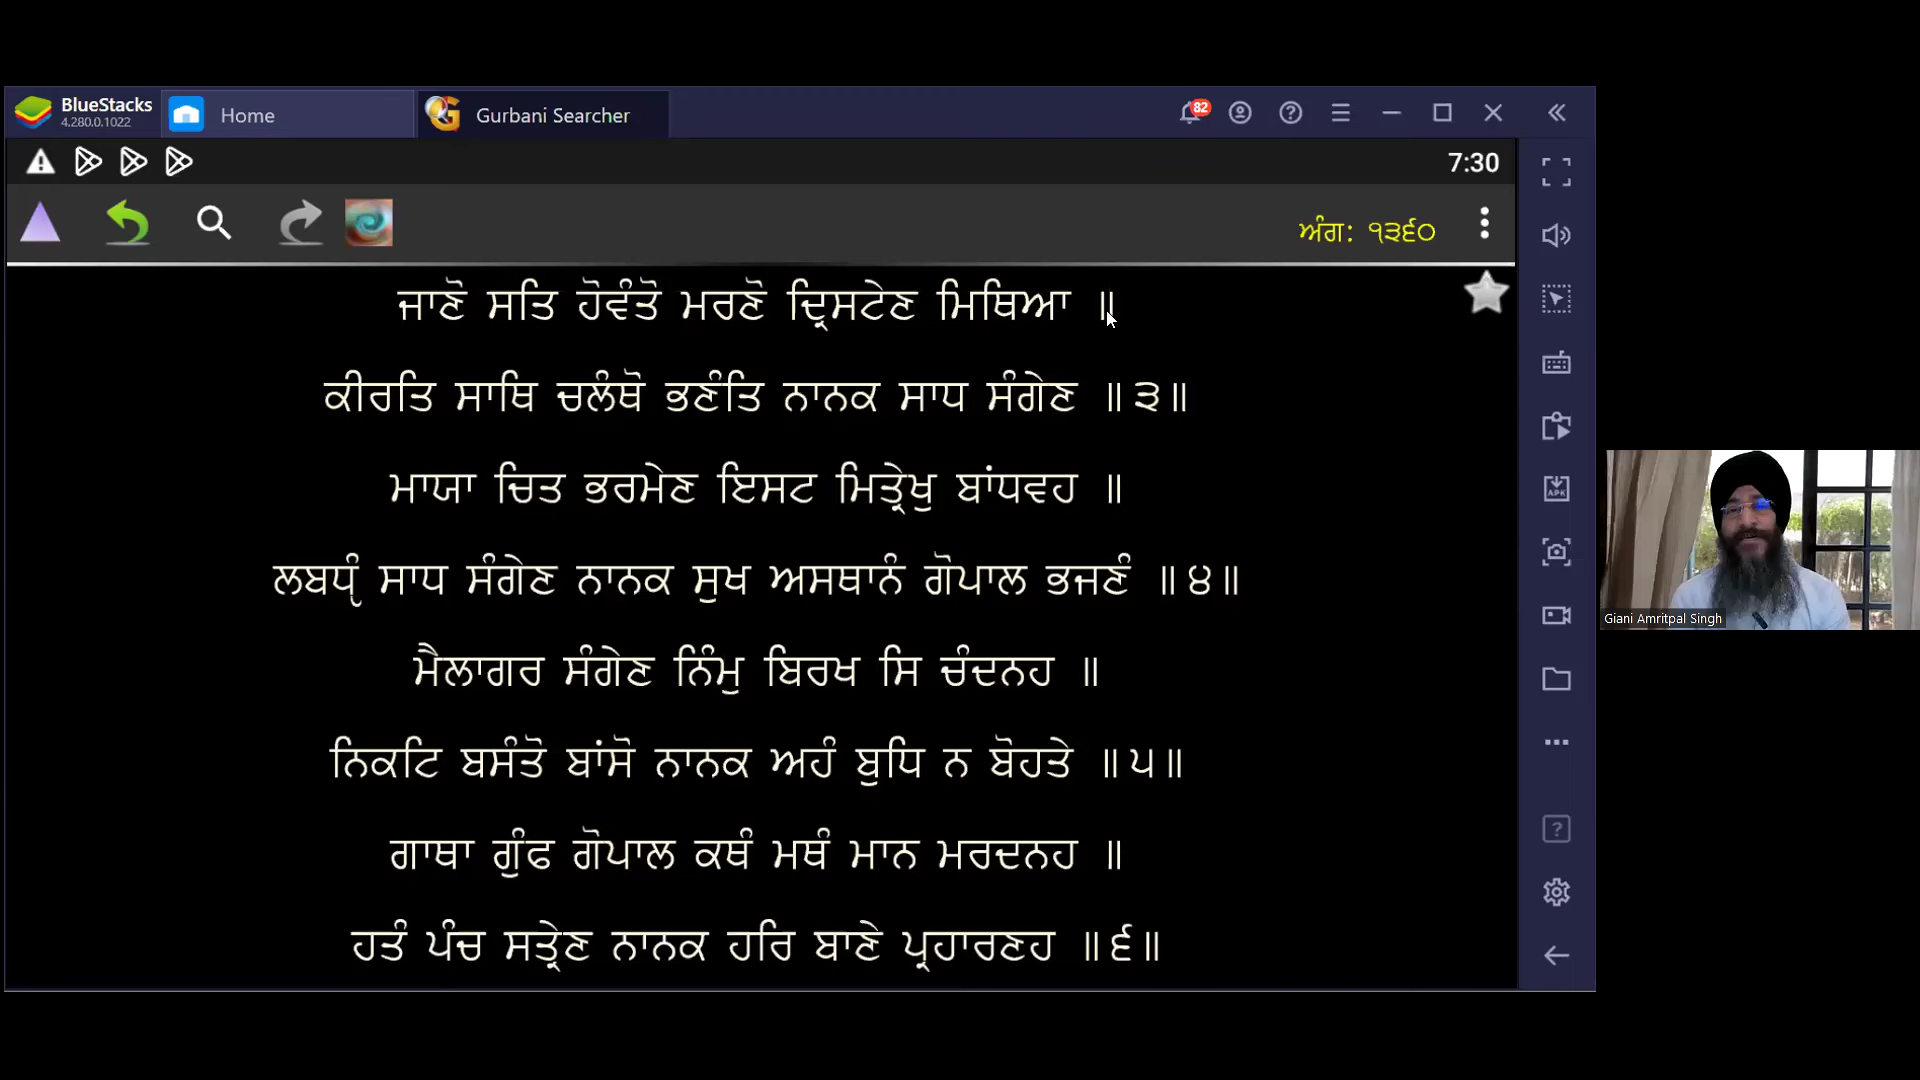 BlueStacks
4.280.0.1022
Home
Gurbani Searcher
82
7:30
ਅੰਗ: ੧੩੬੦
ਜਾਣੋ ਸਤਿ ਹੋਵੰਤੋ ਮਰਣੋ ਦ੍ਰਿਸਟੇਣ ਮਿਥਿਆ ॥
ਕੀਰਤਿ ਸਾਥਿ ਚਲੰਥੋ ਭਣੰਤਿ ਨਾਨਕ ਸਾਧ ਸੰਗੇਣ ॥੩॥
ਮਾਯਾ ਚਿਤ ਭਰਮੇਣ ਇਸਟ ਮਿਤ੍ਰੇਖੁ ਬਾਂਧਵਹ ॥
ਲਬਧੵੰ ਸਾਧ ਸੰਗੇਣ ਨਾਨਕ ਸੁਖ ਅਸਥਾਨੰ ਗੋਪਾਲ ਭਜਣੰ ॥੪॥
ਮੈਲਾਗਰ ਸੰਗੇਣ ਨਿੰਮੁ ਬਿਰਖ ਸਿ ਚੰਦਨਹ ॥
ਨਿਕਟਿ ਬਸੰਤੋ ਬਾਂਸੋ ਨਾਨਕ ਅਹੰ ਬੁਧਿ ਨ ਬੋਹਤੇ ॥੫॥
ਗਾਥਾ ਗੁੰਫ ਗੋਪਾਲ ਕਥੰ ਮਥੰ ਮਾਨ ਮਰਦਨਹ ॥
ਹਤੰ ਪੰਚ ਸਤ੍ਰੇਣ ਨਾਨਕ ਹਰਿ ਬਾਣੇ ਪ੍ਰਹਾਰਣਹ ॥੬॥
APK
Giani Amritpal Singh